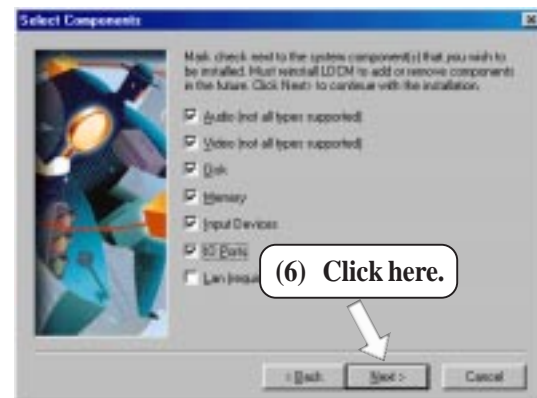 Select Components
Mark check next to the system component(s) that you wish to
be installed. Must reinstall LDCM to add or remove components
in the future. Click Next> to continue with the installation.
Audio (not all types supported)
Video (not all types supported)
Disk
Memory
Input Devices
IO Ports
Lan
(6) Click here.
< Back
Next >
Cancel